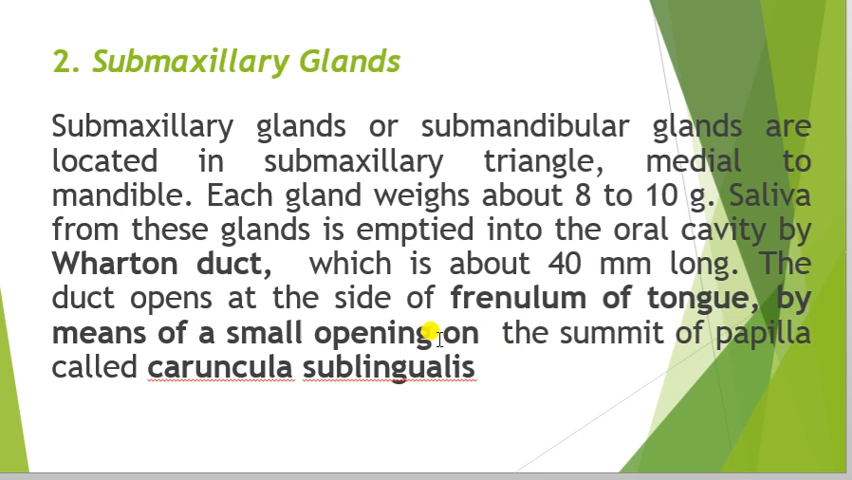 2. Submaxillary Glands
Submaxillary glands or submandibular glands are
located in submaxillary triangle, medial to
mandible. Each gland weighs about 8 to 10 g. Saliva
from these glands is emptied into the oral cavity by
Wharton duct, which is about 40 mm long. The
duct opens at the side of frenulum of tongue, by
means of a small opening on the summit of papilla
called caruncula sublingualis